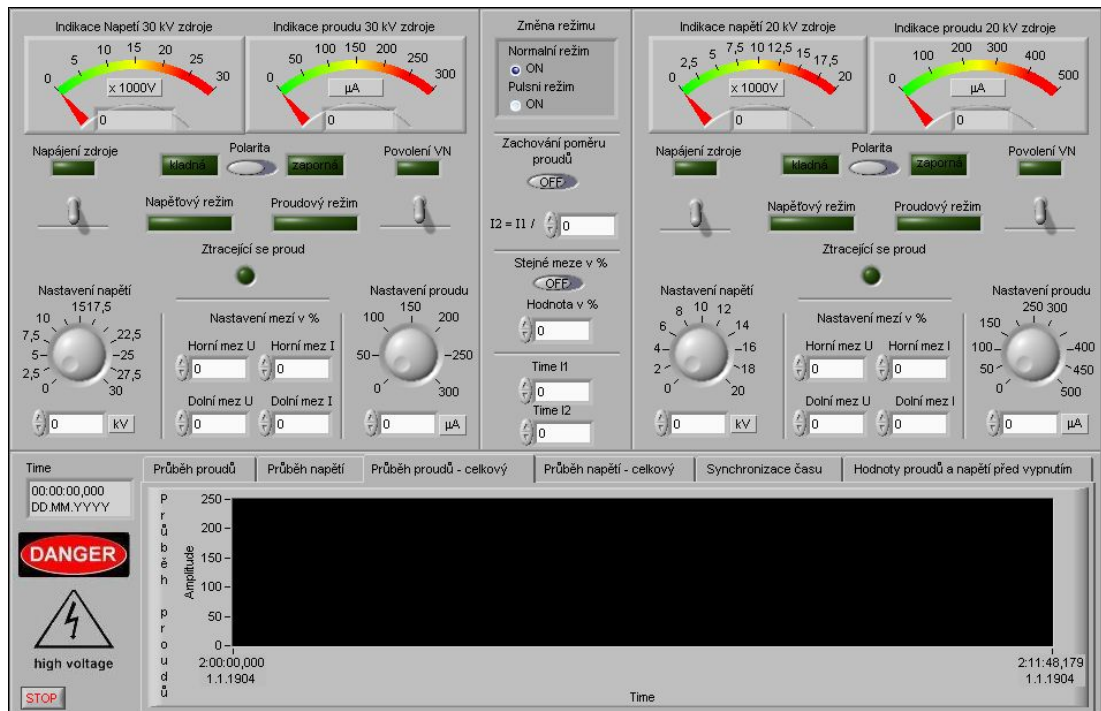 Indikace Napetí 30 kV zdroje
0 5 10 15 20 25 30
x 1000V
0
Indikace proudu 30 kV zdroje
0 50 100 150 200 250 300
µA
0
Napájení zdroje
kladná
Polarita
zaporná
Povolení VN
Napěťový režim
Proudový režim
Ztracející se proud
Nastavení napětí
0 2,5 5 7,5 10 15 17,5 22,5 25 27,5 30
0
kV
Nastavení mezí v %
Horní mez U
Horní mez I
0
0
Dolní mez U
Dolní mez I
0
0
Nastavení proudu
0 50 100 150 200 250 300
0
µA
Změna režimu
Normalní režim
ON
Pulsni režim
ON
Zachování poměru
proudů
OFF
I2 = I1 /
0
Stejné meze v %
OFF
Hodnota v %
0
Time I1
0
Time I2
0
Indikace napětí 20 kV zdroje
0 2,5 5 7,5 10 12,5 15 17,5 20
x 1000V
0
Indikace proudu 20 kV zdroje
0 100 200 300 400 500
µA
0
Napájení zdroje
kladná
Polarita
zaporná
Povolení VN
Napěťový režim
Proudový režim
Ztracející se proud
Nastavení napětí
0 2 4 6 8 10 12 14 16 18 20
0
kV
Nastavení mezí v %
Horní mez U
Horní mez I
0
0
Dolní mez U
Dolní mez I
0
0
Nastavení proudu
0 50 100 150 250 300 400 450 500
0
µA
Time
00:00:00,000
DD.MM.YYYY
DANGER
high voltage
STOP
Průběh proudů
Průběh napětí
Průběh proudů - celkový
Průběh napětí - celkový
Synchronizace času
Hodnoty proudů a napětí před vypnutím
Průběh proudů
Amplitude
250
200
150
100
50
0
2:00:00,000
1.1.1904
2:11:48,179
1.1.1904
Time